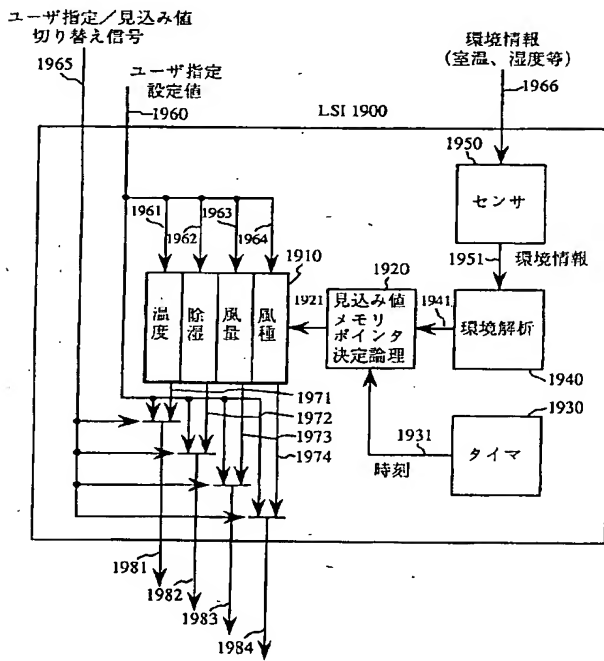 ユーザ指定／見込み値
切り替え信号
1965
ユーザ指定
設定値
1960
環境情報
(室温、湿度等)
1966
LSI 1900
1950
センサ
1951
環境情報
1961
1962
1963
1964
1910
温度
除湿
風量
風種
1921
1920
見込み値
メモリ
ポインタ
決定論理
1941
環境解析
1940
1930
タイマ
1931
時刻
1971
1972
1973
1974
1981
1982
1983
1984